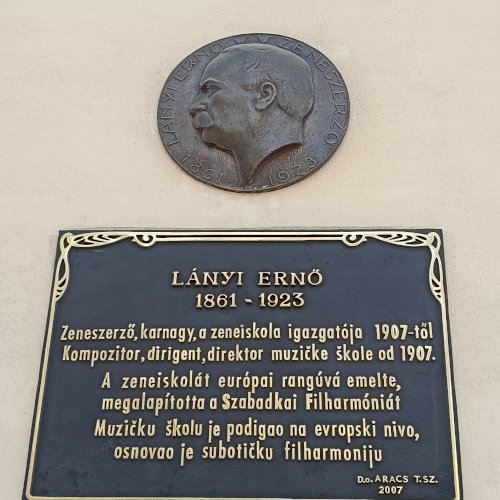 LÁNYI ERNŐ ZENESZERZŐ
1861-1923
LÁNYI ERNŐ
1861 - 1923
Zeneszerző, karnagy, a zeneiskola igazgatója 1907-től
Kompozitor, dirigent, direktor muzičke škole od 1907.
A zeneiskolát európai rangúvá emelte,
megalapította a Szabadkai Filharmóniát
Muzičku školu je podigao na evropski nivo,
osnovao je subotičku filharmoniju
D.o. ARACS T.SZ.
2007